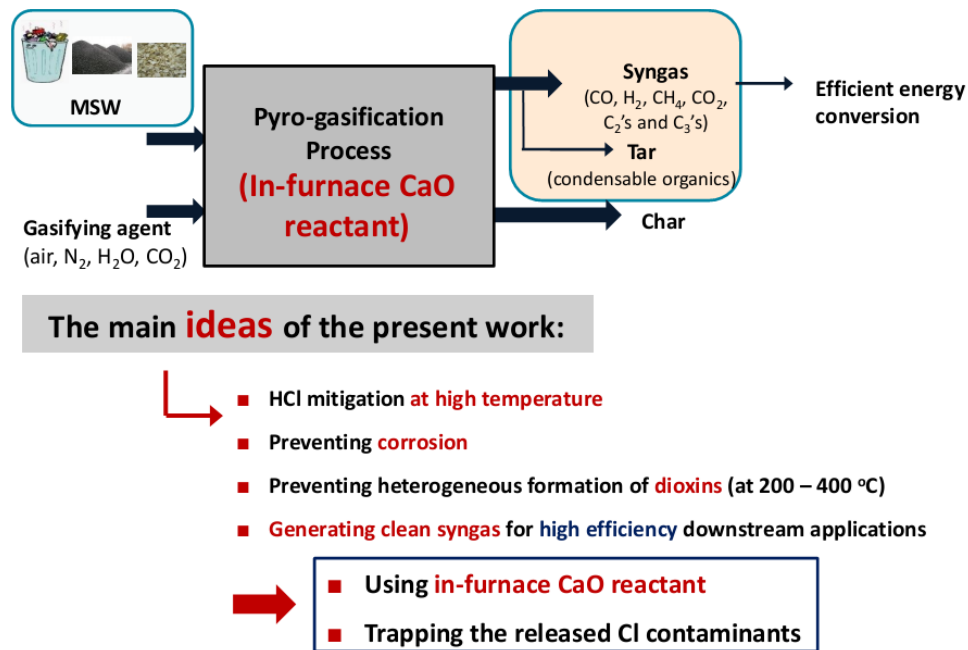 MSW
Pyro-gasification
Process
(In-furnace CaO
reactant)
Gasifying agent
(air, N₂, H₂O, CO₂)
Syngas
(CO, H₂, CH₄, CO₂,
C₂'s and C₃'s)
Tar
(condensable organics)
Char
Efficient energy
conversion
The main ideas of the present work:
HCl mitigation at high temperature
Preventing corrosion
Preventing heterogeneous formation of dioxins (at 200 – 400 ºC)
Generating clean syngas for high efficiency downstream applications
Using in-furnace CaO reactant
Trapping the released Cl contaminants